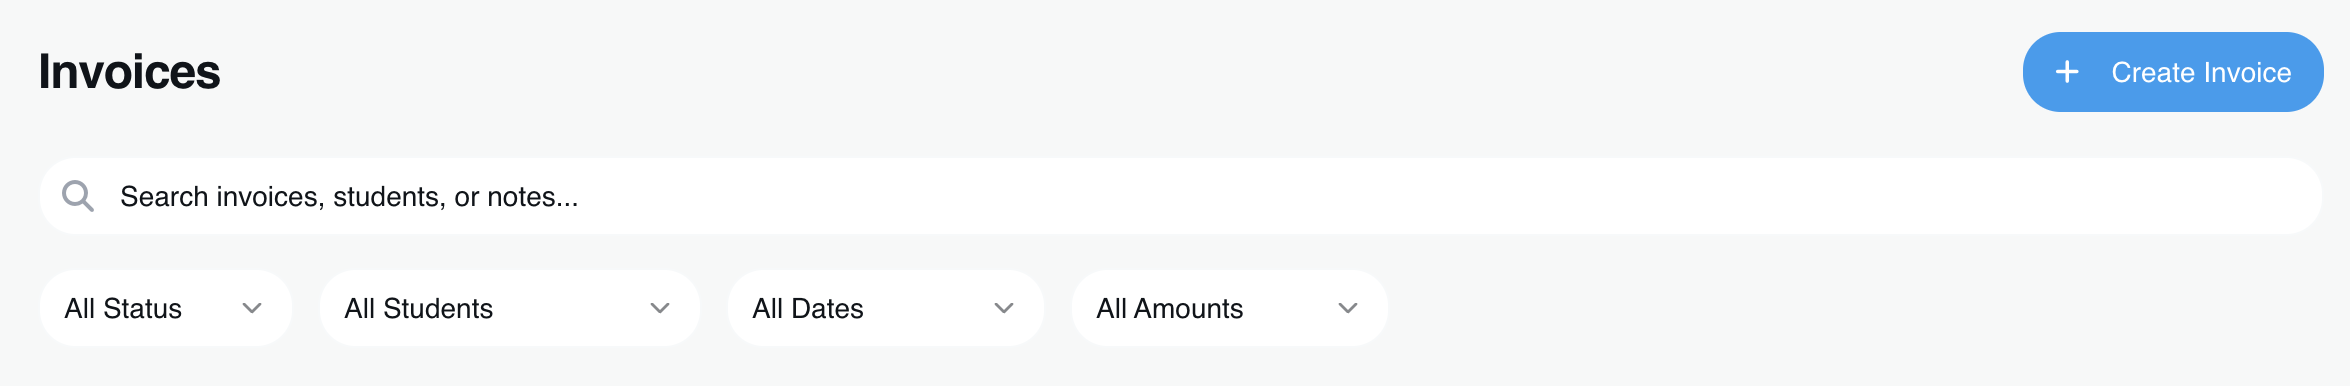 Invoices
+ Create Invoice
Search invoices, students, or notes...
All Status
All Students
All Dates
All Amounts